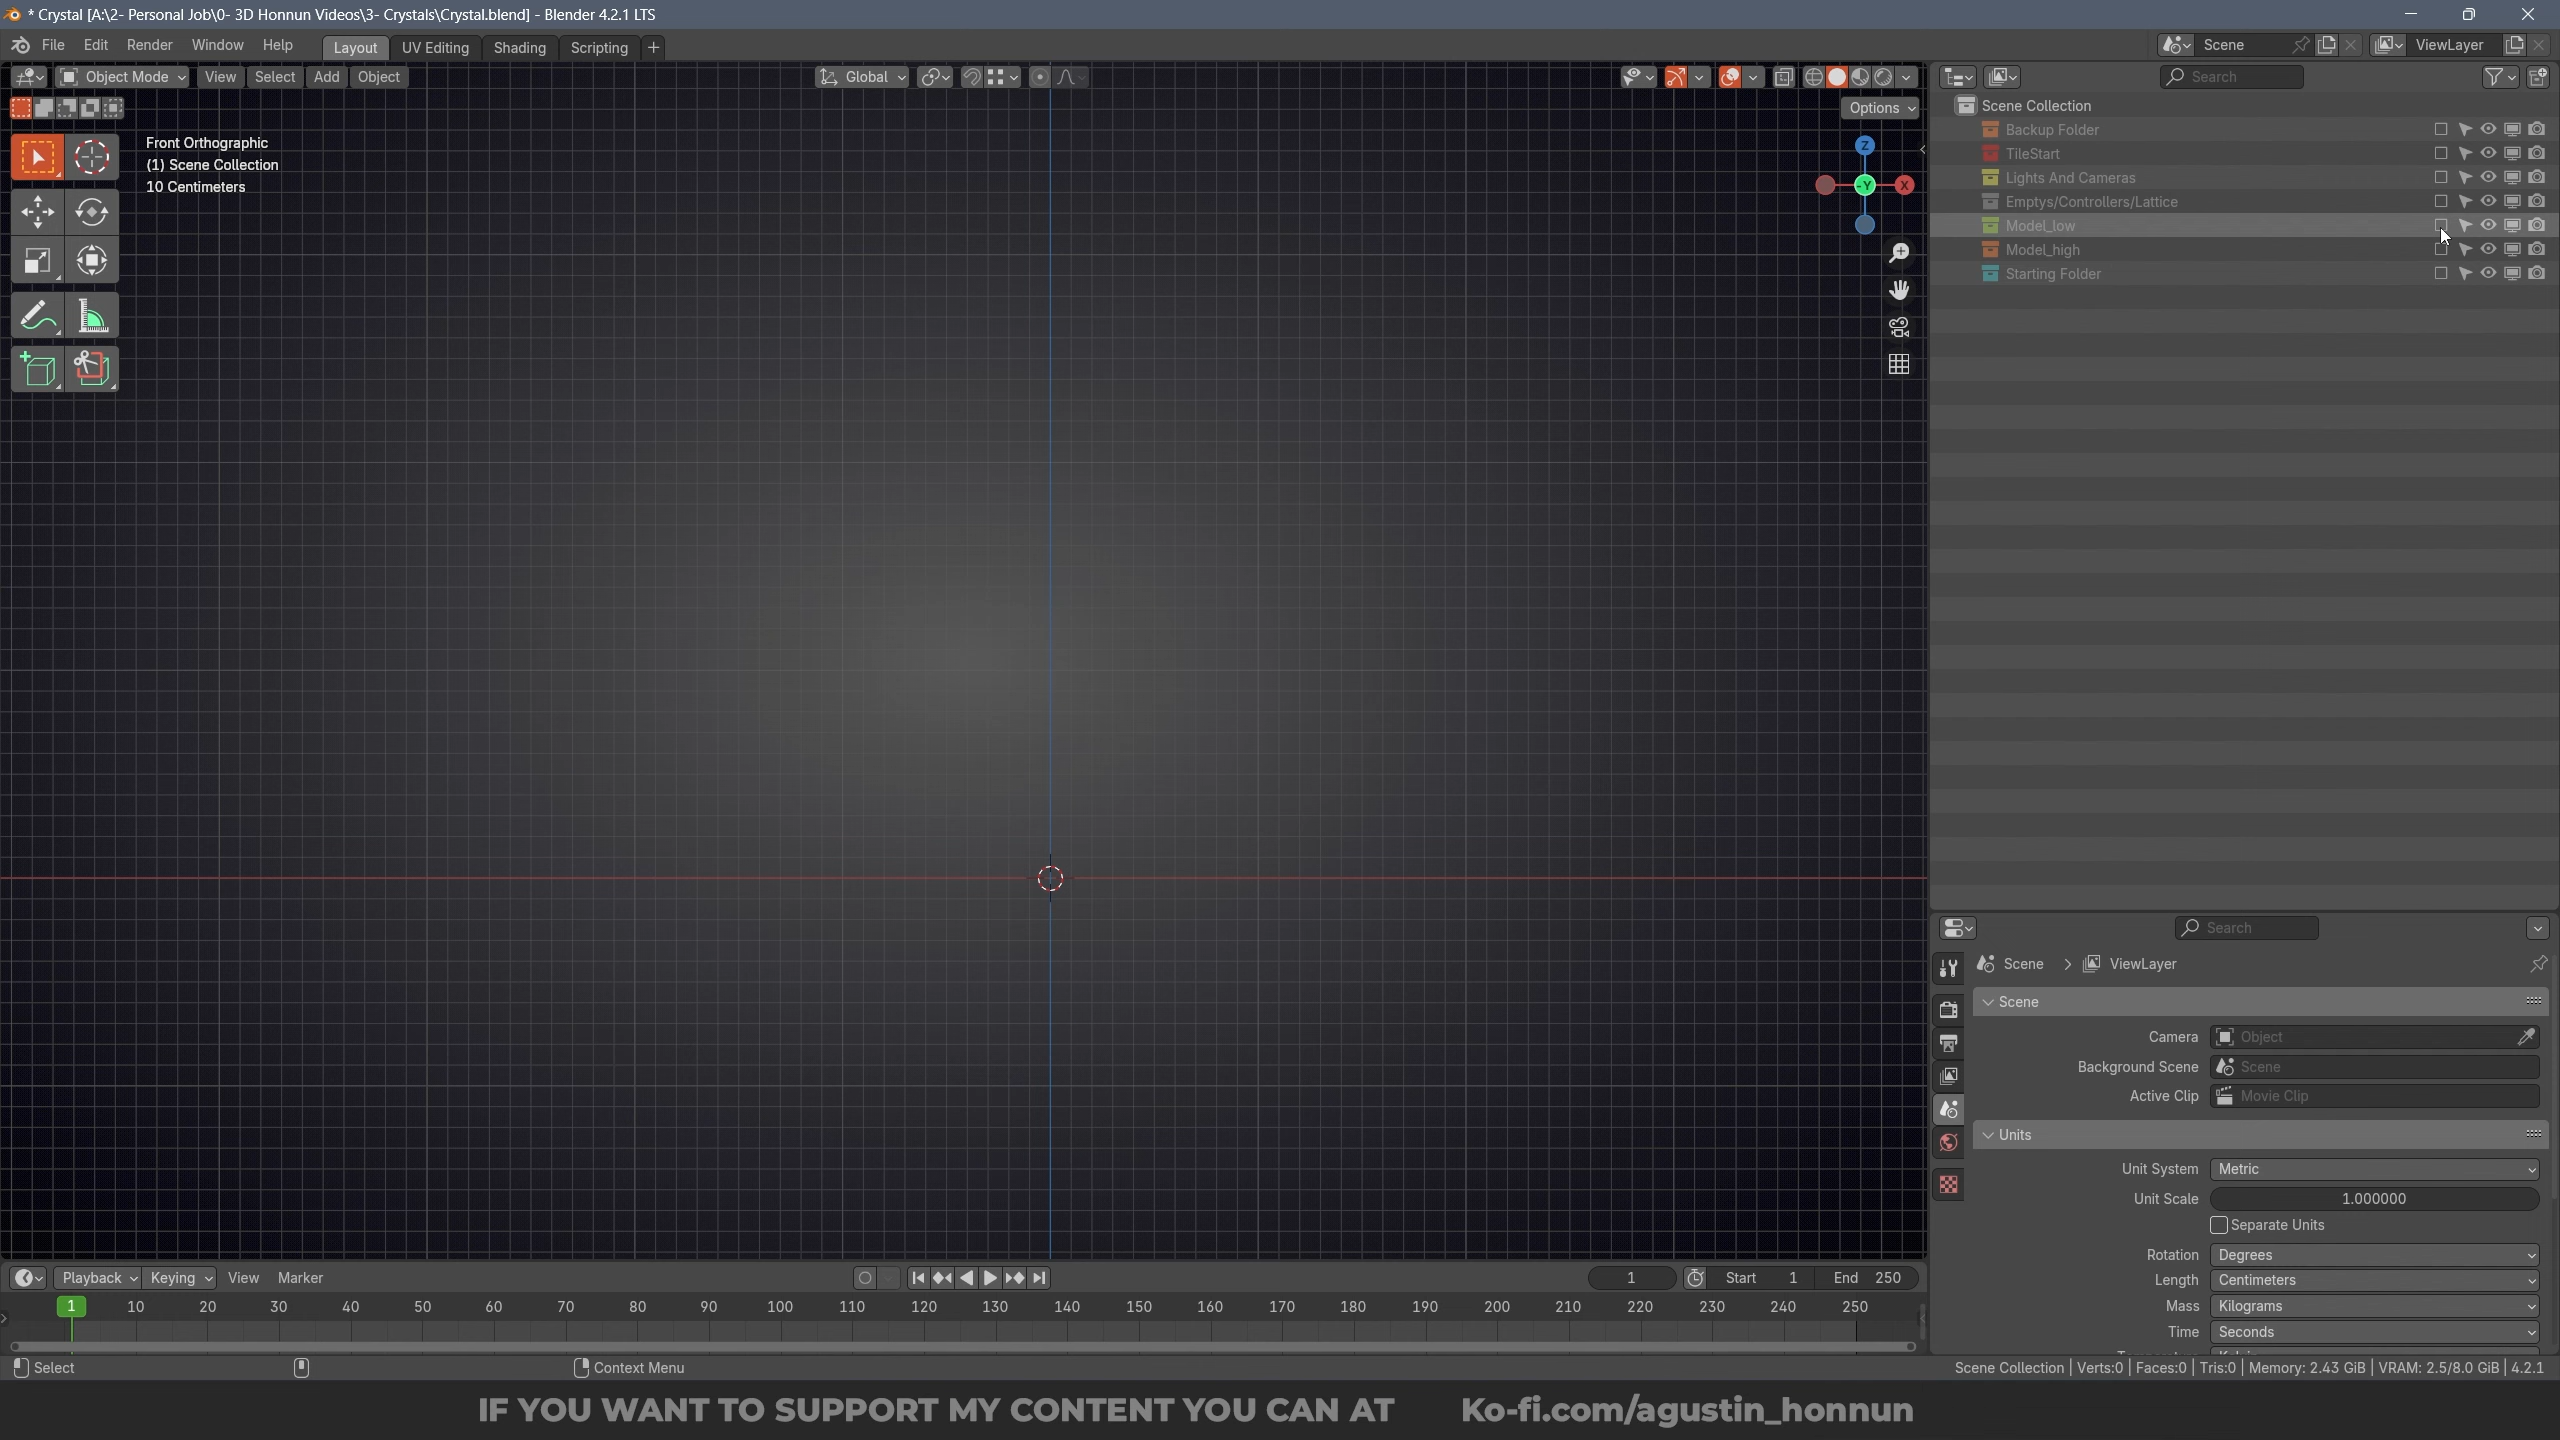 * Crystal [A:\2- Personal Job\0- 3D Honnun Videos\3- Crystals\Crystal.blend] - Blender 4.2.1 LTS
File Edit Render Window Help Layout UV Editing Shading Scripting + Scene ViewLayer
Object Mode View Select Add Object Global Search
Options
Front Orthographic
(1) Scene Collection
10 Centimeters
Z
-Y X
Scene Collection
Backup Folder
TileStart
Lights And Cameras
Emptys/Controllers/Lattice
Model_low
Model_high
Starting Folder
Search
Scene > ViewLayer
Scene
Camera Object
Background Scene Scene
Active Clip Movie Clip
Units
Unit System Metric
Unit Scale 1.000000
Separate Units
Rotation Degrees
Length Centimeters
Mass Kilograms
Time Seconds
Playback Keying View Marker 1 Start 1 End 250
1 10 20 30 40 50 60 70 80 90 100 110 120 130 140 150 160 170 180 190 200 210 220 230 240 250
Select Context Menu Scene Collection | Verts:0 | Faces:0 | Tris:0 | Memory: 2.43 GiB | VRAM: 2.5/8.0 GiB | 4.2.1
IF YOU WANT TO SUPPORT MY CONTENT YOU CAN AT Ko-fi.com/agustin_honnun